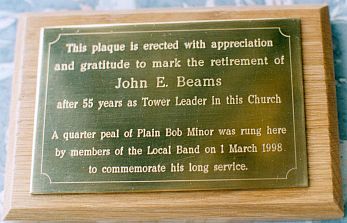 This plaque is erected with appreciation
and gratitude to mark the retirement of
John E. Beams
after 55 years as Tower Leader in this Church
A quarter peal of Plain Bob Minor was rung here
by members of the Local Band on 1 March 1998
to commemorate his long service.